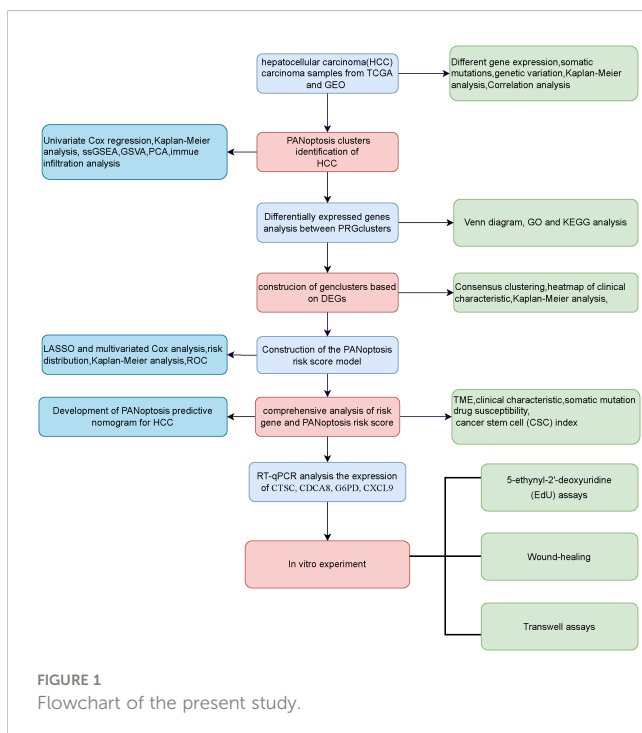 hepatocellular carcinoma(HCC)
carcinoma samples from TCGA
and GEO
Different gene expression,somatic
mutations,genetic variation,Kaplan-Meier
analysis,Correlation analysis
Univariate Cox regression,Kaplan-Meier
analysis, ssGSEA,GSVA,PCA,immue
infiltration analysis
PANoptosis clusters
identification of
HCC
Differentially expressed genes
analysis between PRGclusters
Venn diagram, GO and KEGG analysis
construcion of genclusters based
on DEGs
Consensus clustering,heatmap of clinical
characteristic,Kaplan-Meier analysis,
LASSO and multivariated Cox analysis,risk
distribution,Kaplan-Meier analysis,ROC
Construction of the PANoptosis
risk score model
Development of PANoptosis predictive
nomogram for HCC
comprehensive analysis of risk
gene and PANoptosis risk score
TME,clinical characteristic,somatic mutation
drug susceptibility,
cancer stem cell (CSC) index
RT-qPCR analysis the expression
of CTSC, CDCA8, G6PD, CXCL9
5-ethynyl-2'-deoxyuridine
(EdU) assays
In vitro experiment
Wound-healing
Transwell assays
FIGURE 1
Flowchart of the present study.